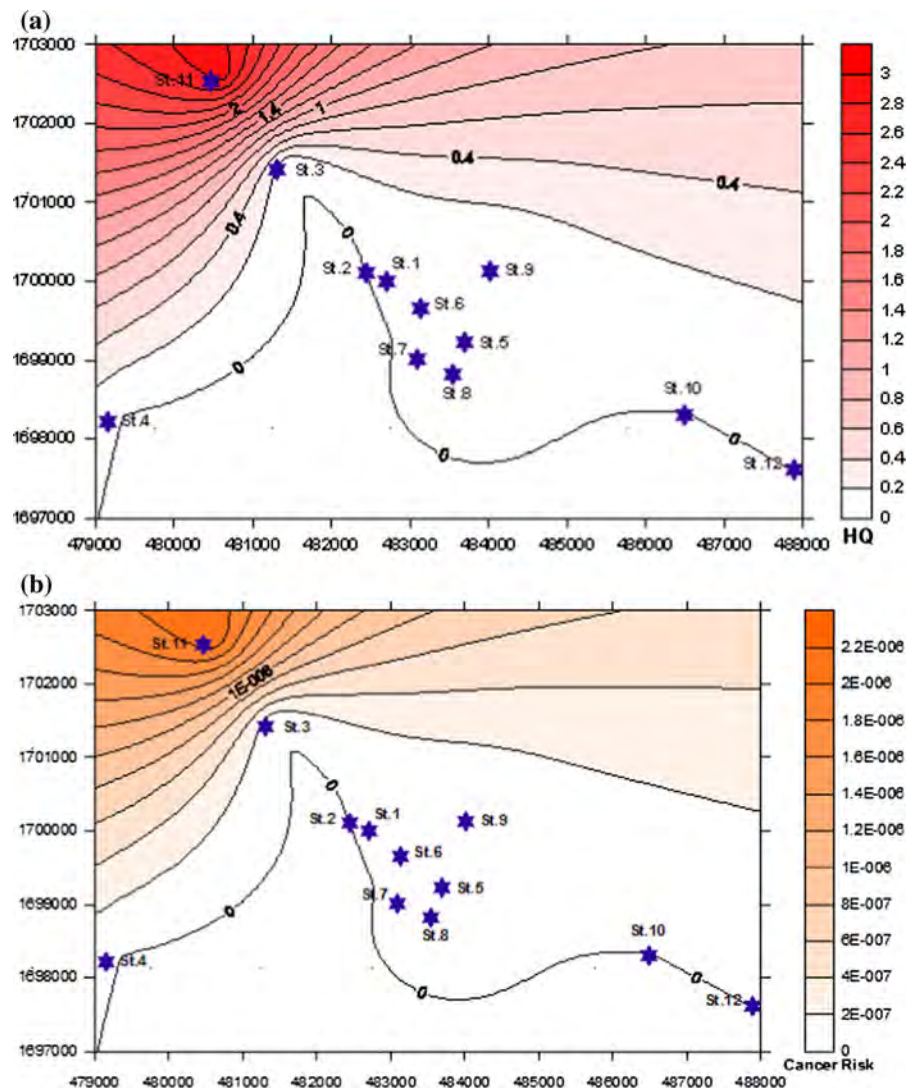 (a)
1703000
1702000
1701000
1700000
1699000
1698000
1697000
479000 480000 481000 482000 483000 484000 485000 486000 487000 488000
St.11
2
1.4
1
St.3
0.4
0.4
0.4
0
St.2
St.1
St.9
St.6
St.5
St.7
St.8
0
St.4
St.10
0
0
St.12
3
2.8
2.6
2.4
2.2
2
1.8
1.6
1.4
1.2
1
0.8
0.6
0.4
0.2
0
HQ
(b)
1703000
1702000
1701000
1700000
1699000
1698000
1697000
479000 480000 481000 482000 483000 484000 485000 486000 487000 488000
St.11
1E-006
St.3
0
St.2
St.1
St.9
St.6
St.5
St.7
St.8
0
St.4
St.10
0
0
St.12
2.2E-006
2E-006
1.8E-006
1.6E-006
1.4E-006
1.2E-006
1E-006
8E-007
6E-007
4E-007
2E-007
0
Cancer Risk